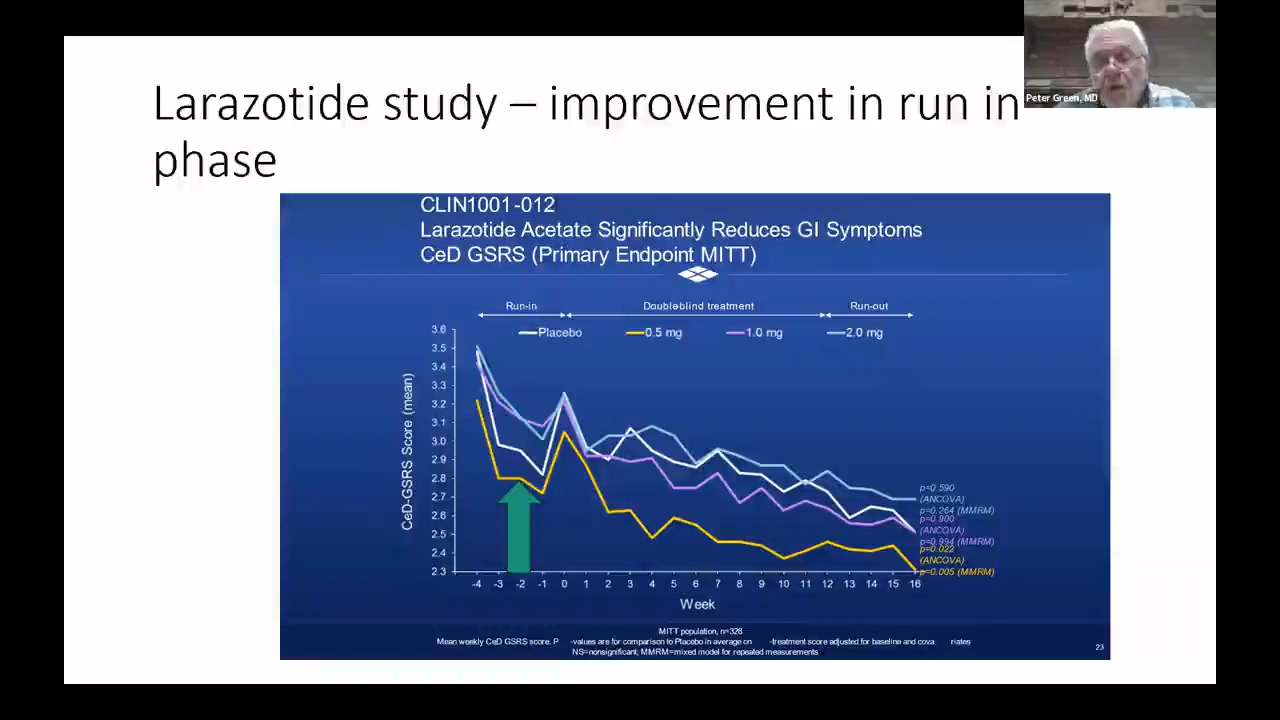 Larazotide study – improvement in run in
phase
Peter Green, MD
CLIN1001-012
Larazotide Acetate Significantly Reduces GI Symptoms
CeD GSRS (Primary Endpoint MITT)
Run-in
Doubleblind treatment
Run-out
Placebo
0.5 mg
1.0 mg
2.0 mg
CeD-GSRS Score (mean)
3.6
3.5
3.4
3.3
3.2
3.1
3.0
2.9
2.8
2.7
2.6
2.5
2.4
2.3
p=0.590
(ANCOVA)
p=0.264 (MMRM)
p=0.900
(ANCOVA)
p=0.994 (MMRM)
p=0.022
(ANCOVA)
p=0.005 (MMRM)
-4 -3 -2 -1 0 1 2 3 4 5 6 7 8 9 10 11 12 13 14 15 16
Week
MITT population, n=328
Mean weekly CeD GSRS score. P -values are for comparison to Placebo in average on -treatment score adjusted for baseline and cova riates
NS=nonsignificant, MMRM=mixed model for repeated measurements
23